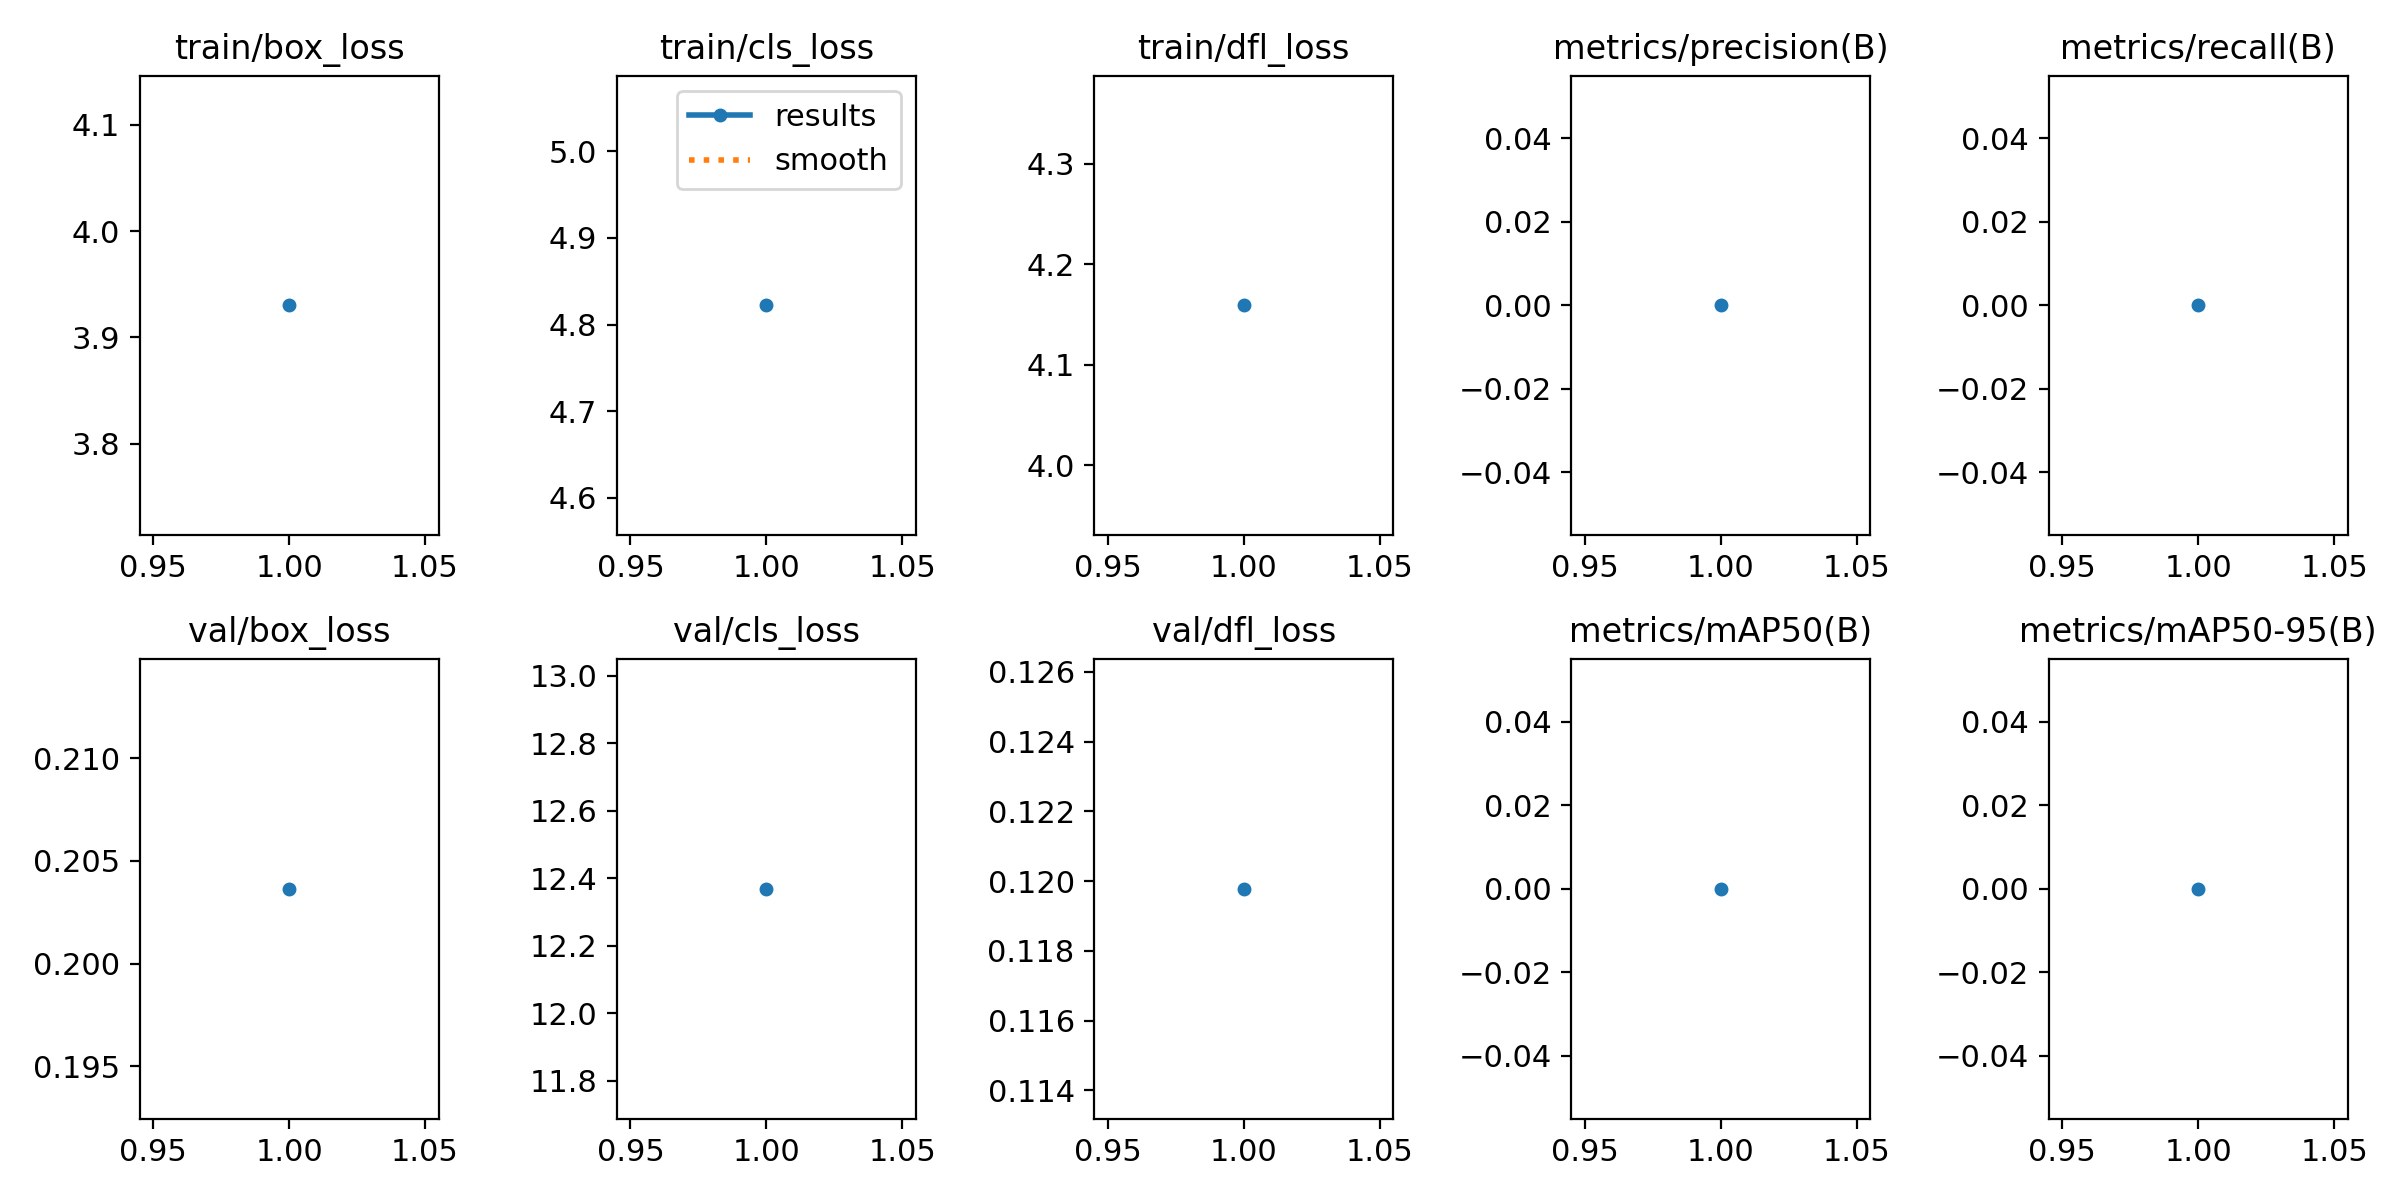 train/box_loss
4.1
4.0
3.9
3.8
0.95 1.00 1.05
train/cls_loss
results
smooth
5.0
4.9
4.8
4.7
4.6
0.95 1.00 1.05
train/dfl_loss
4.3
4.2
4.1
4.0
0.95 1.00 1.05
metrics/precision(B)
0.04
0.02
0.00
−0.02
−0.04
0.95 1.00 1.05
metrics/recall(B)
0.04
0.02
0.00
−0.02
−0.04
0.95 1.00 1.05
val/box_loss
0.210
0.205
0.200
0.195
0.95 1.00 1.05
val/cls_loss
13.0
12.8
12.6
12.4
12.2
12.0
11.8
0.95 1.00 1.05
val/dfl_loss
0.126
0.124
0.122
0.120
0.118
0.116
0.114
0.95 1.00 1.05
metrics/mAP50(B)
0.04
0.02
0.00
−0.02
−0.04
0.95 1.00 1.05
metrics/mAP50-95(B)
0.04
0.02
0.00
−0.02
−0.04
0.95 1.00 1.05